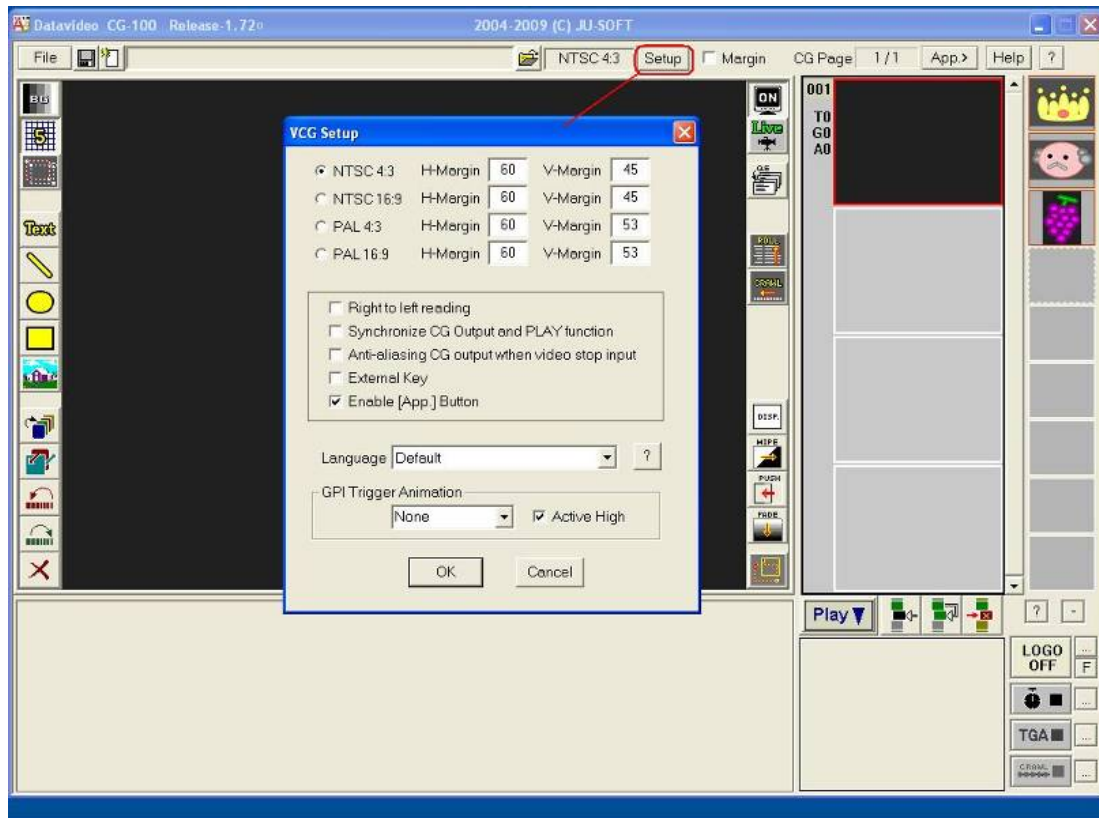 Datavideo CG-100 Release-1.72 2004-2009 (C) JU-SOFT
File NTSC 4:3 Setup Margin CG Page 1/1 App.> Help ?
BG
5
Text
ON
Live
ROLL
CRAWL
DISP.
WIPE
PUSH
FADE
001
T0
G0
A0
VCG Setup
NTSC 4:3 H-Margin 60 V-Margin 45
NTSC 16:9 H-Margin 60 V-Margin 45
PAL 4:3 H-Margin 60 V-Margin 53
PAL 16:9 H-Margin 60 V-Margin 53
Right to left reading
Synchronize CG Output and PLAY function
Anti-aliasing CG output wthen video stop input
External Key
Enable [App.] Button
Language Default ?
GPI Trigger Animation
None Active High
OK Cancel
Play ? -
LOGO OFF ... F
...
TGA ...
CRAWL ...